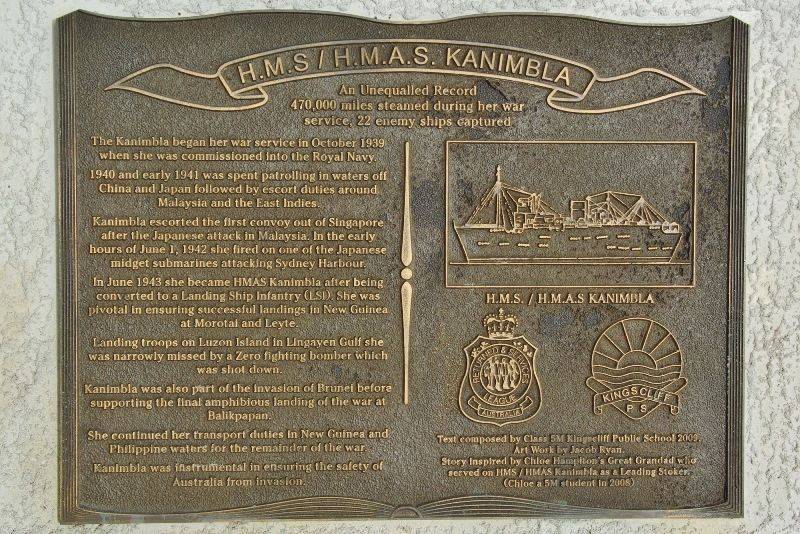 H.M.S / H.M.A.S. KANIMBLA
An Unequalled Record
470,000 miles steamed during her war
service, 22 enemy ships captured
The Kanimbla began her war service in October 1939
when she was commissioned into the Royal Navy.
1940 and early 1941 was spent patrolling in waters off
China and Japan followed by escort duties around
Malaysia and the East Indies.
Kanimbla escorted the first convoy out of Singapore
after the Japanese attack in Malaysia. In the early
hours of June 1, 1942 she fired on one of the Japanese
midget submarines attacking Sydney Harbour.
In June 1943 she became HMAS Kanimbla after being
converted to a Landing Ship Infantry (LSI). She was
pivotal in ensuring successful landings in New Guinea
at Morotai and Leyte.
Landing troops on Luzon Island in Lingayen Gulf she
was narrowly missed by a Zero fighting bomber which
was shot down.
Kanimbla was also part of the invasion of Brunei before
supporting the final amphibious landing of the war at
Balikpapan.
She continued her transport duties in New Guinea and
Philippine waters for the remainder of the war.
Kanimbla was instrumental in ensuring the safety of
Australia from invasion.
H.M.S. / H.M.A.S KANIMBLA
RETURNED & SERVICES
LEAGUE
AUSTRALIA
KINGSCLIFF
P S
Text composed by Class 5M Kingscliff Public School 2009.
Art Work by Jacob Ryan.
Story inspired by Chloe Hampton's Great Grandad who
served on HMS / HMAS Kanimbla as a Leading Stoker.
(Chloe a 5M student in 2008)